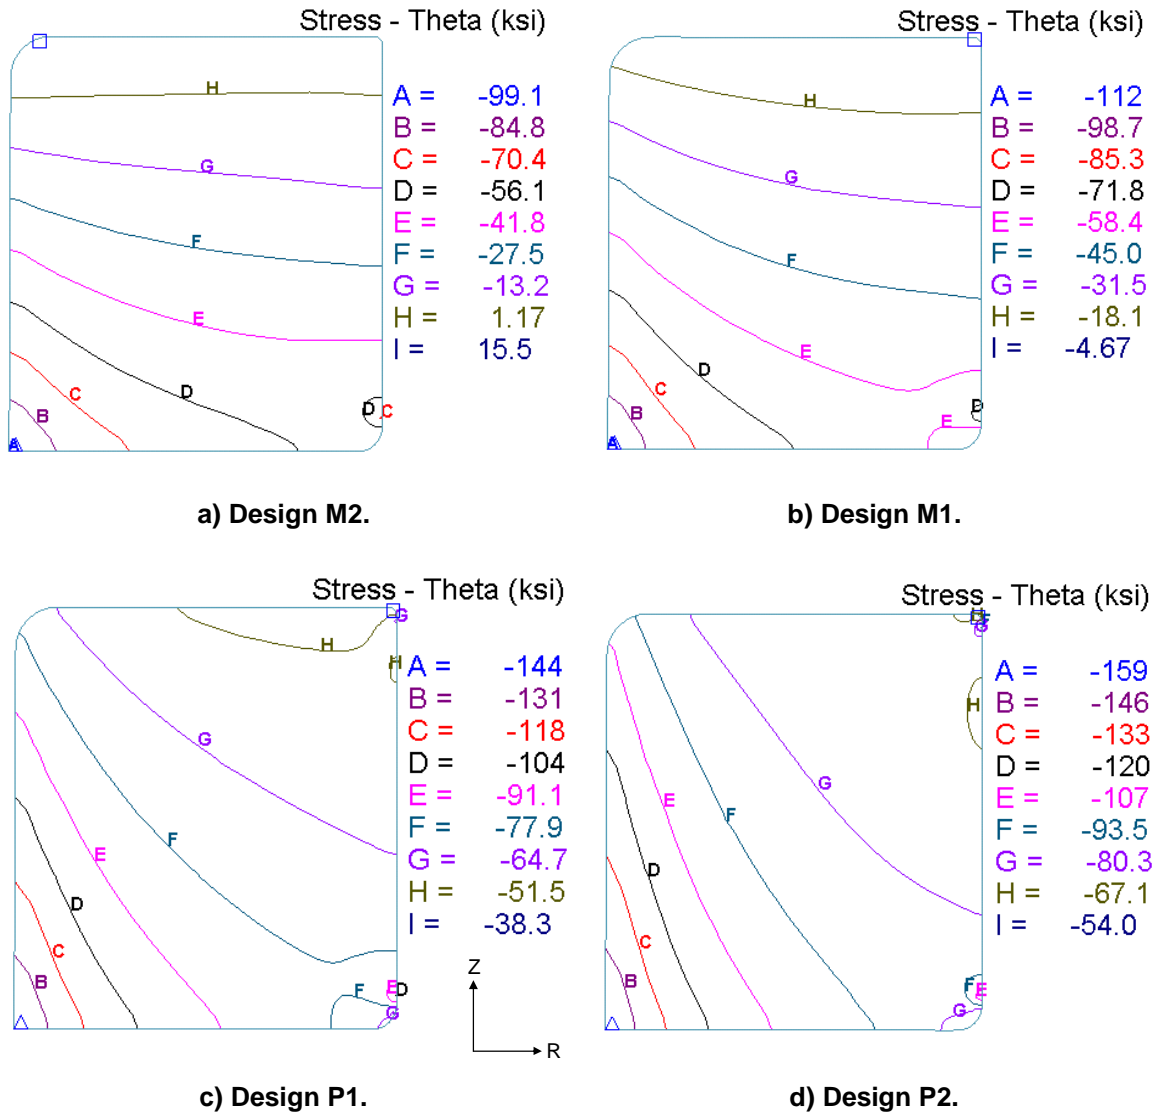 Stress - Theta (ksi)
H
G
F
E
D
C
B
A
D C
A = -99.1
B = -84.8
C = -70.4
D = -56.1
E = -41.8
F = -27.5
G = -13.2
H = 1.17
I = 15.5
a) Design M2.
Stress - Theta (ksi)
H
G
F
E
D
C
B
A
D
E
A = -112
B = -98.7
C = -85.3
D = -71.8
E = -58.4
F = -45.0
G = -31.5
H = -18.1
I = -4.67
b) Design M1.
Stress - Theta (ksi)
G
H
H
G
F
E
D
C
B
F
E D
G
A = -144
B = -131
C = -118
D = -104
E = -91.1
F = -77.9
G = -64.7
H = -51.5
I = -38.3
c) Design P1.
Z
R
Stress - Theta (ksi)
F
G
H
G
E
F
D
C
B
F
E
G
A = -159
B = -146
C = -133
D = -120
E = -107
F = -93.5
G = -80.3
H = -67.1
I = -54.0
d) Design P2.